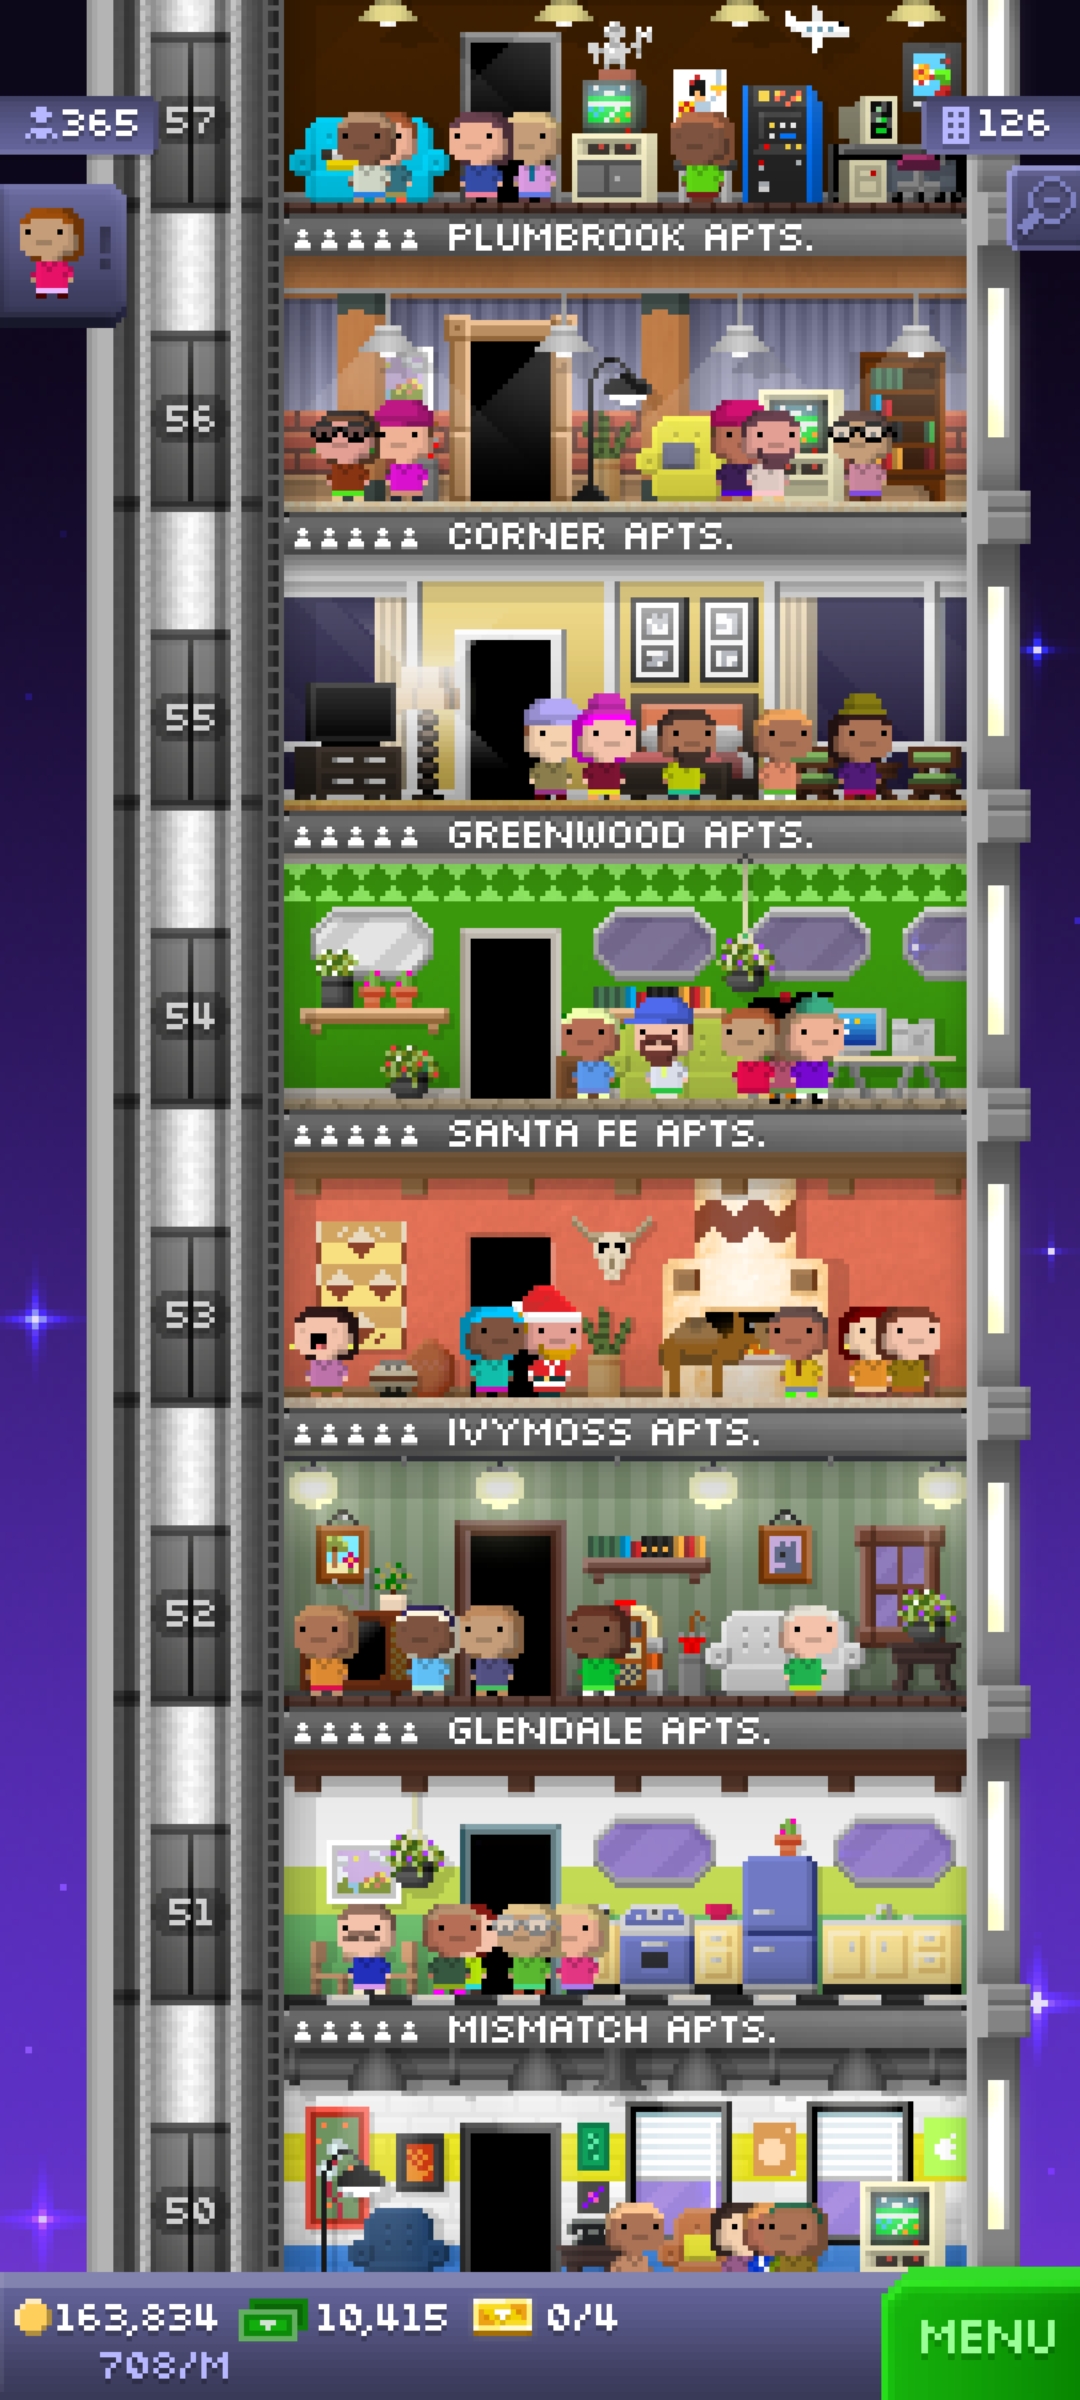 57
365
126
PLUMBROOK APTS.
56
CORNER APTS.
55
GREENWOOD APTS.
54
SANTA FE APTS.
53
IVYMOSS APTS.
52
GLENDALE APTS.
51
MISMATCH APTS.
50
163,834 10,415 0/4
708/M
MENU